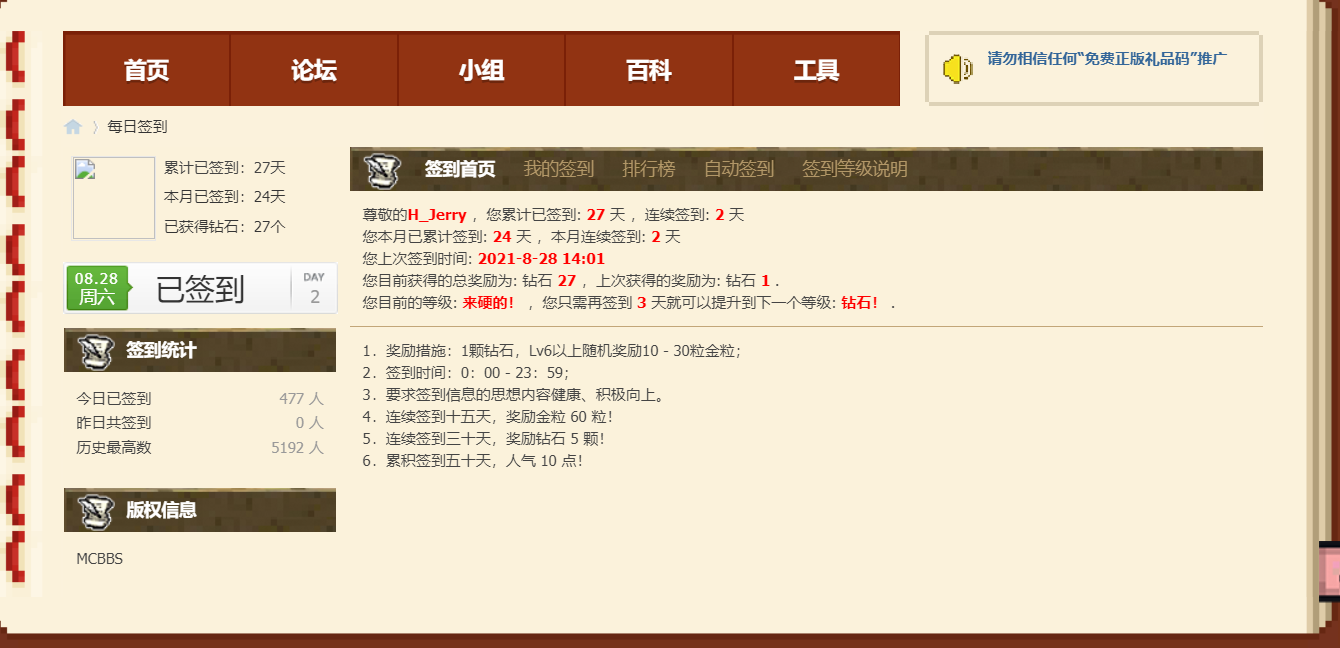 首页 论坛 小组 百科 工具
请勿相信任何“免费正版礼品码”推广
每日签到
累计已签到：27天
本月已签到：24天
已获得钻石：27个
08.28
周六
已签到
DAY
2
签到统计
今日已签到 477 人
昨日共签到 0 人
历史最高数 5192 人
版权信息
MCBBS
签到首页 我的签到 排行榜 自动签到 签到等级说明
尊敬的H_Jerry ，您累计已签到: 27 天 ，连续签到: 2 天
您本月已累计签到: 24 天 ，本月连续签到: 2 天
您上次签到时间: 2021-8-28 14:01
您目前获得的总奖励为: 钻石 27 ，上次获得的奖励为: 钻石 1 .
您目前的等级: 来硬的！ ，您只需再签到 3 天就可以提升到下一个等级: 钻石！ .
1．奖励措施：1颗钻石，Lv6以上随机奖励10 - 30粒金粒；
2．签到时间：0：00 - 23：59；
3．要求签到信息的思想内容健康、积极向上。
4．连续签到十五天，奖励金粒 60 粒！
5．连续签到三十天，奖励钻石 5 颗！
6．累积签到五十天，人气 10 点！